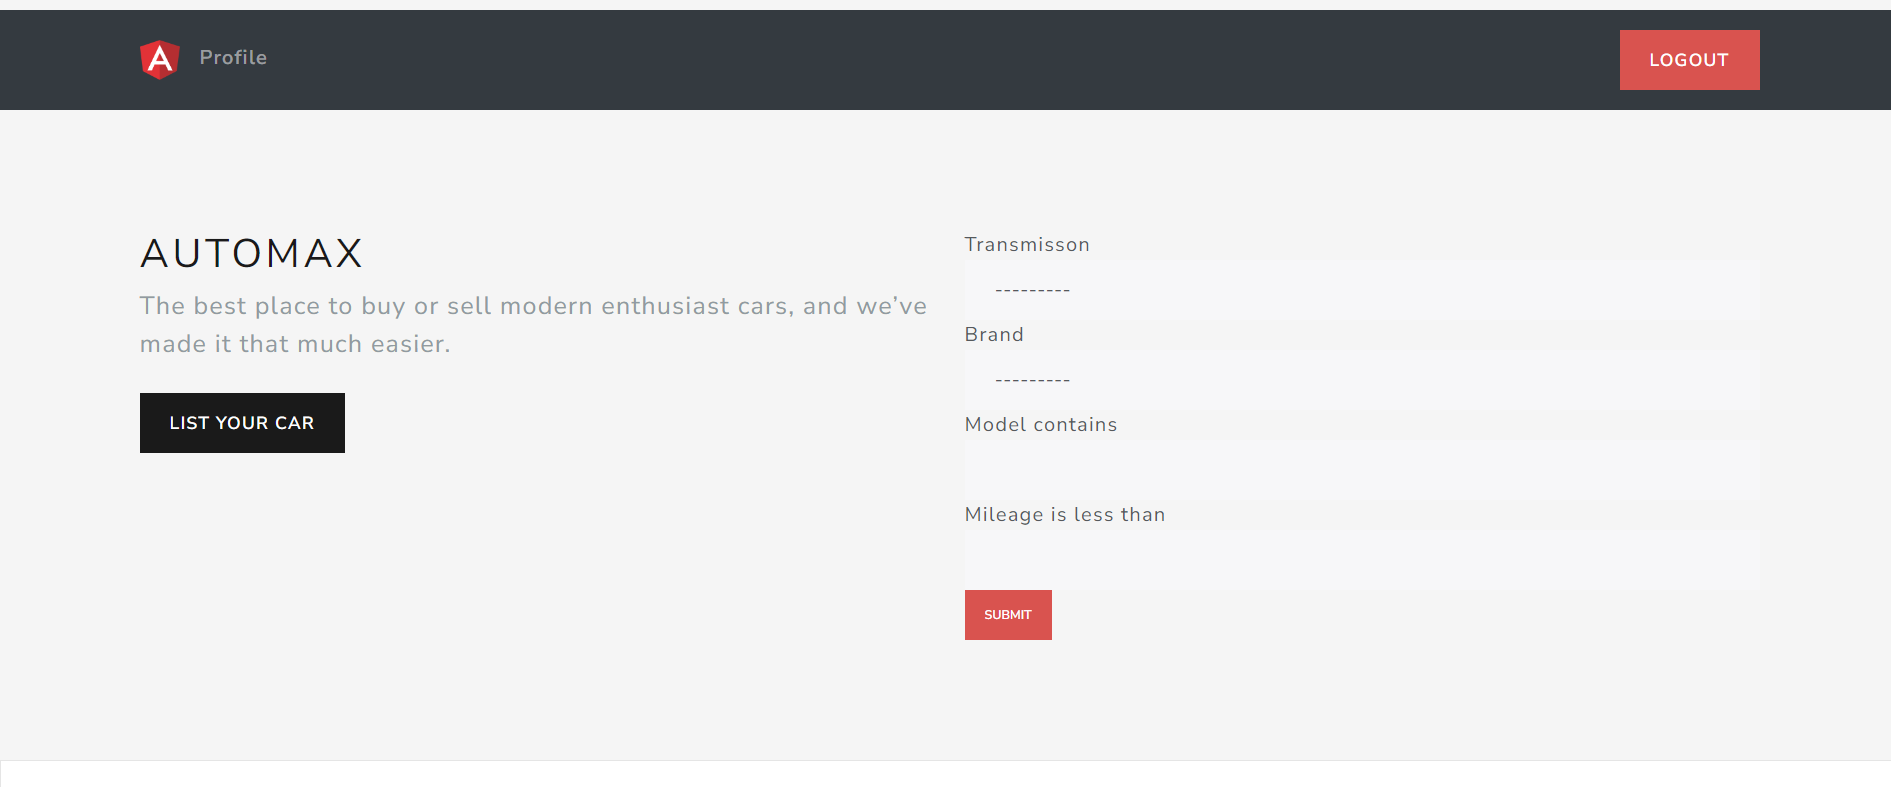 Profile
LOGOUT
AUTOMAX
The best place to buy or sell modern enthusiast cars, and we’ve
made it that much easier.
LIST YOUR CAR
Transmisson
---------
Brand
---------
Model contains
Mileage is less than
SUBMIT